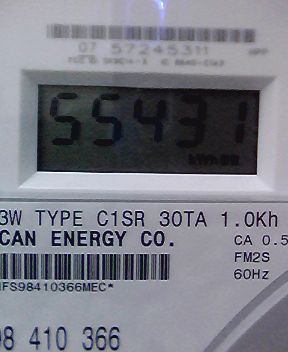 07 57245311
55431
kWh
3W TYPE C1SR 30TA 1.0Kh
CAN ENERGY CO.
CA 0.5
FM2S
60Hz
IFS98410366MEC*
98 410 366